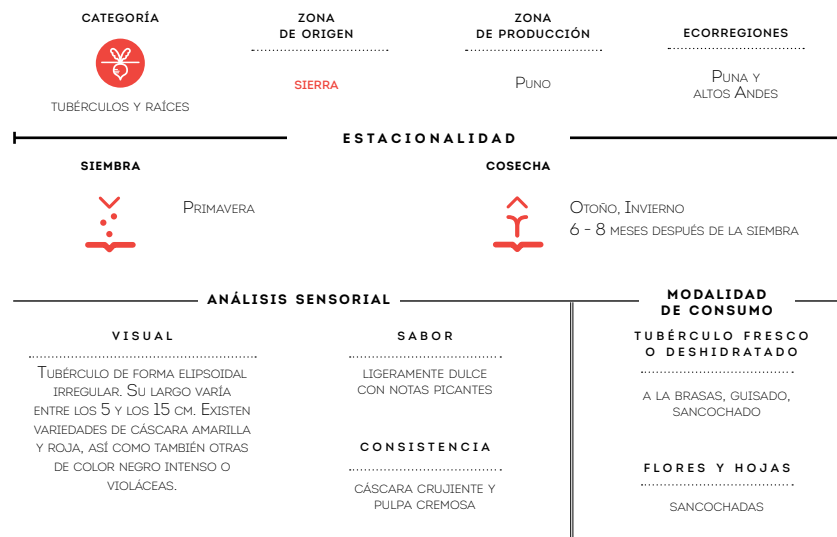 CATEGORÍA
TUBÉRCULOS Y RAÍCES
ZONA
DE ORIGEN
SIERRA
ZONA
DE PRODUCCIÓN
PUNO
ECORREGIONES
PUNA Y
ALTOS ANDES
ESTACIONALIDAD
SIEMBRA
PRIMAVERA
COSECHA
OTOÑO, INVIERNO
6 - 8 MESES DESPUÉS DE LA SIEMBRA
ANÁLISIS SENSORIAL
VISUAL
TUBÉRCULO DE FORMA ELIPSOIDAL
IRREGULAR. SU LARGO VARÍA
ENTRE LOS 5 Y LOS 15 CM. EXISTEN
VARIEDADES DE CÁSCARA AMARILLA
Y ROJA, ASÍ COMO TAMBIÉN OTRAS
DE COLOR NEGRO INTENSO O
VIOLÁCEAS.
SABOR
LIGERAMENTE DULCE
CON NOTAS PICANTES
CONSISTENCIA
CÁSCARA CRUJIENTE Y
PULPA CREMOSA
MODALIDAD
DE CONSUMO
TUBÉRCULO FRESCO
O DESHIDRATADO
A LA BRASAS, GUISADO,
SANCOCHADO
FLORES Y HOJAS
SANCOCHADAS